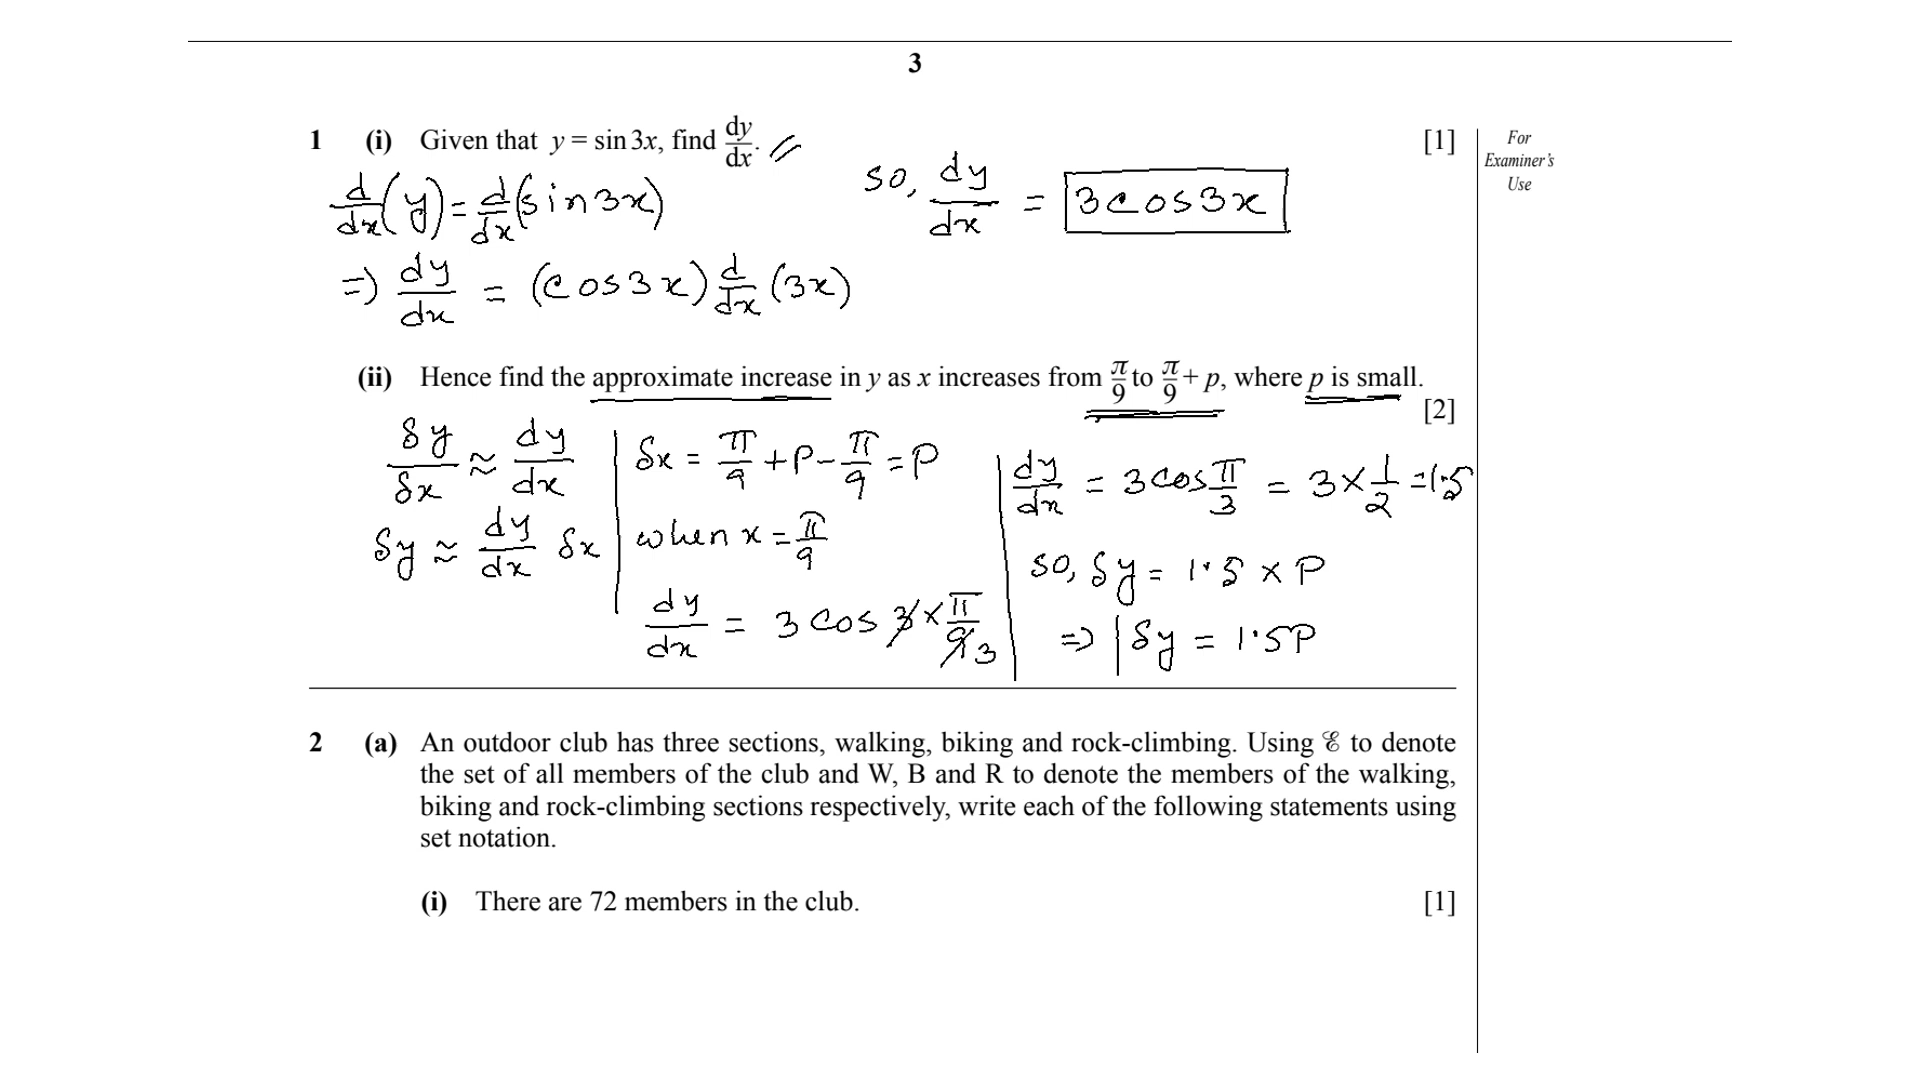 3
1 (i) Given that y = sin 3x, find dy/dx. [1]
For
Examiner's
Use
d/dx(y) = d/dx(sin3x)
=> dy/dx = (cos3x) d/dx (3x)
so, dy/dx = 3cos3x
(ii) Hence find the approximate increase in y as x increases from π/9 to π/9 + p, where p is small.
[2]
δy/δx ≈ dy/dx
δy ≈ dy/dx δx
δx = π/9 + P - π/9 = P
when x = π/9
dy/dx = 3 cos 3 × π/9 3
dy/dx = 3 cos π/3 = 3 × 1/2 = 1.5
so, δy = 1.5 × P
=> δy = 1.5P
2 (a) An outdoor club has three sections, walking, biking and rock-climbing. Using ℰ to denote
the set of all members of the club and W, B and R to denote the members of the walking,
biking and rock-climbing sections respectively, write each of the following statements using
set notation.
(i) There are 72 members in the club. [1]